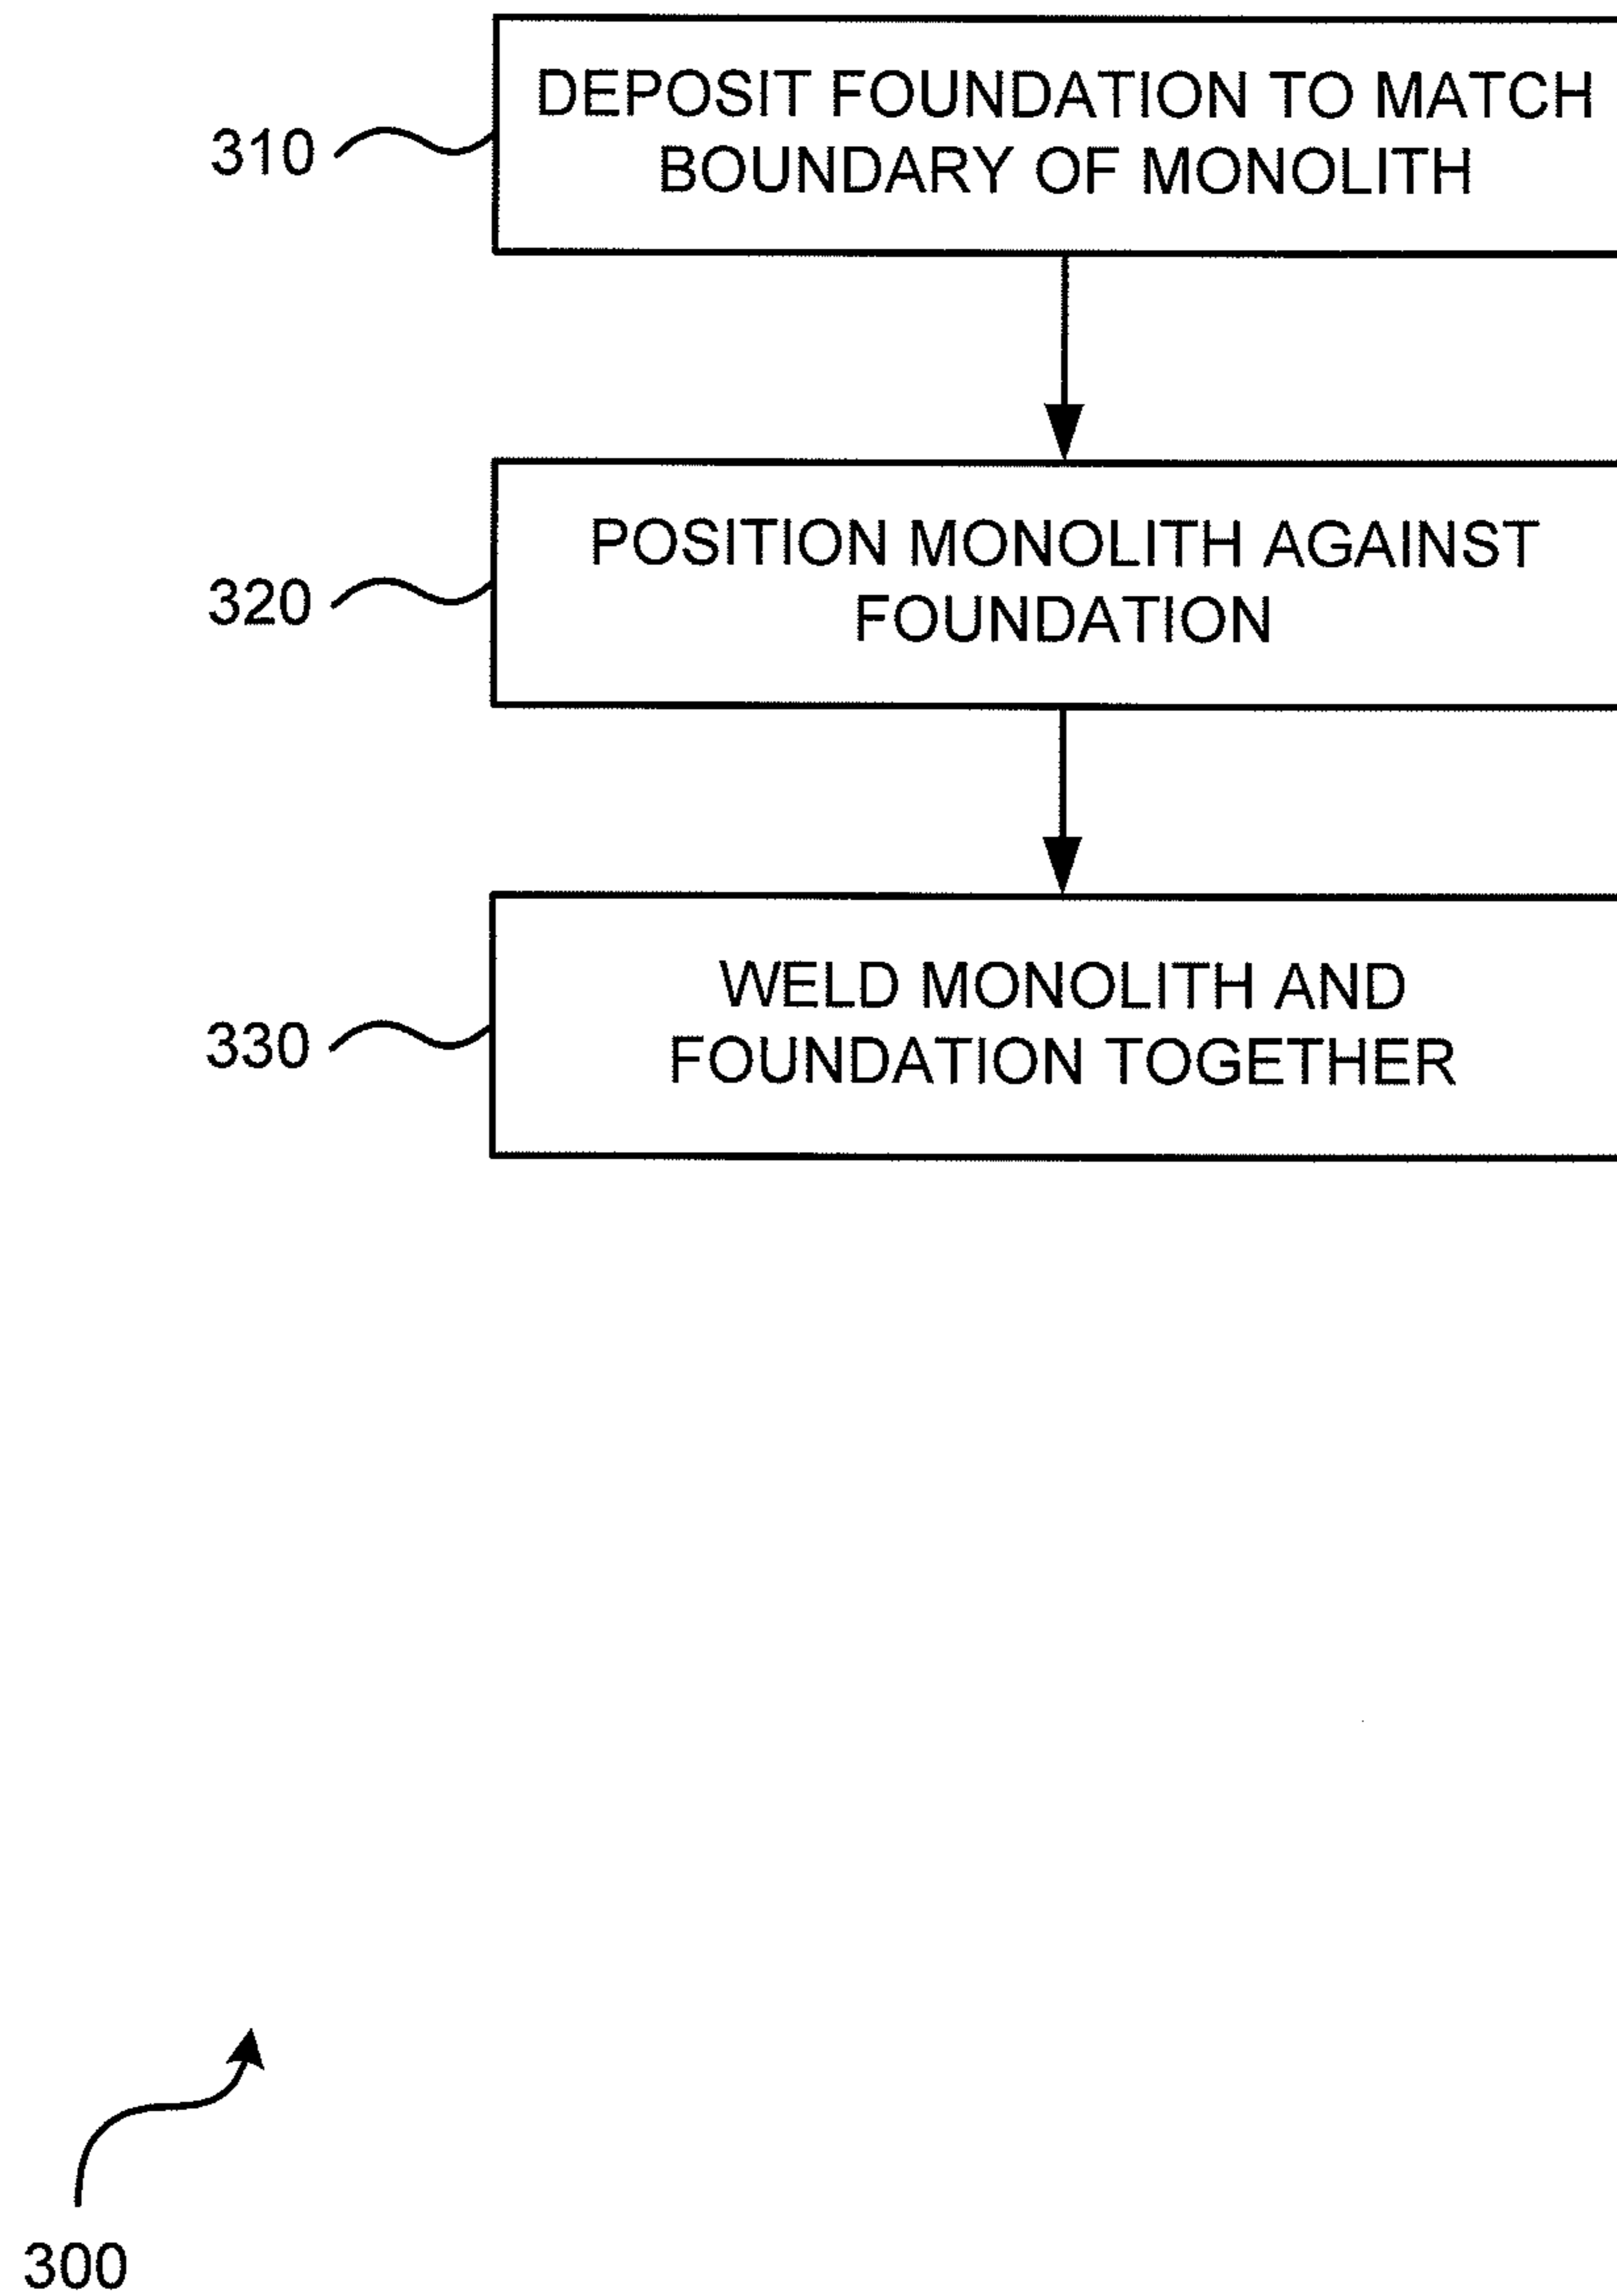 DEPOSIT FOUNDATION TO MATCH
BOUNDARY OF MONOLITH
310
POSITION MONOLITH AGAINST
FOUNDATION
320
WELD MONOLITH AND
FOUNDATION TOGETHER
330
300